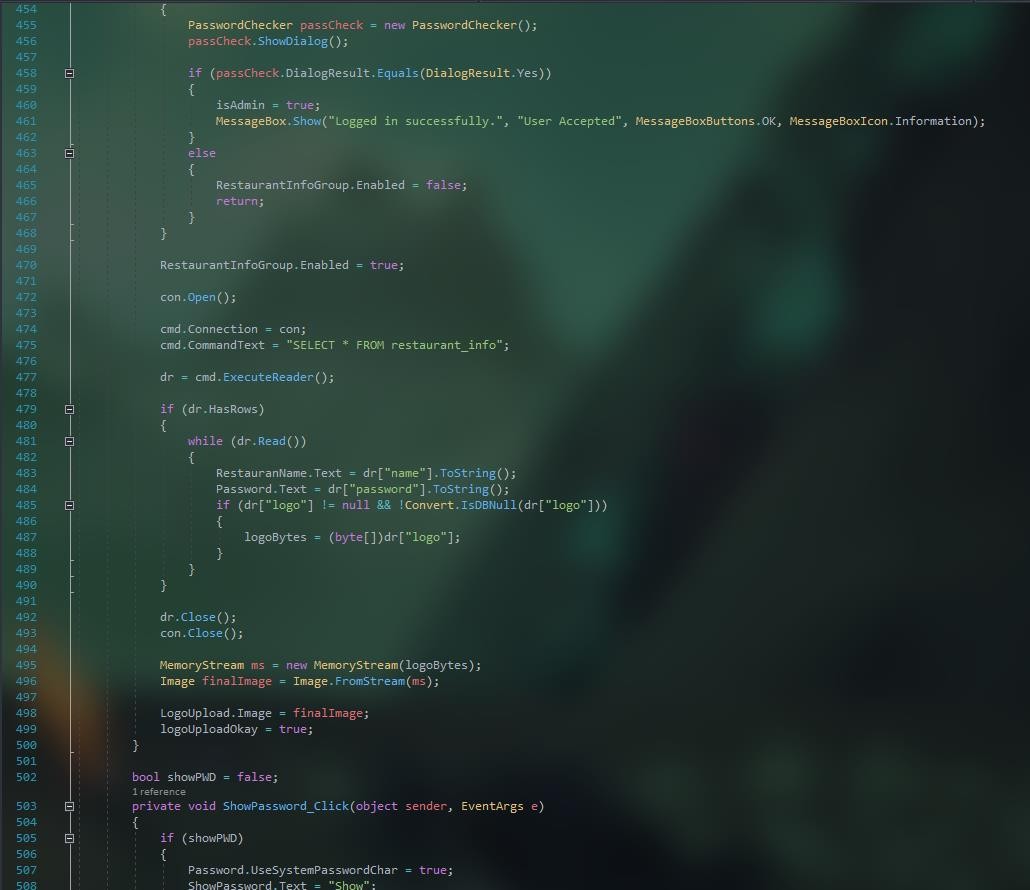 454 {
455 PasswordChecker passCheck = new PasswordChecker();
456 passCheck.ShowDialog();
457
458 if (passCheck.DialogResult.Equals(DialogResult.Yes))
459 {
460 isAdmin = true;
461 MessageBox.Show("Logged in successfully.", "User Accepted", MessageBoxButtons.OK, MessageBoxIcon.Information);
462 }
463 else
464 {
465 RestaurantInfoGroup.Enabled = false;
466 return;
467 }
468 }
469
470 RestaurantInfoGroup.Enabled = true;
471
472 con.Open();
473
474 cmd.Connection = con;
475 cmd.CommandText = "SELECT * FROM restaurant_info";
476
477 dr = cmd.ExecuteReader();
478
479 if (dr.HasRows)
480 {
481 while (dr.Read())
482 {
483 RestauranName.Text = dr["name"].ToString();
484 Password.Text = dr["password"].ToString();
485 if (dr["logo"] != null && !Convert.IsDBNull(dr["logo"]))
486 {
487 logoBytes = (byte[])dr["logo"];
488 }
489 }
490 }
491
492 dr.Close();
493 con.Close();
494
495 MemoryStream ms = new MemoryStream(logoBytes);
496 Image finalImage = Image.FromStream(ms);
497
498 LogoUpload.Image = finalImage;
499 logoUploadOkay = true;
500 }
501
502 bool showPWD = false;
1 reference
503 private void ShowPassword_Click(object sender, EventArgs e)
504 {
505 if (showPWD)
506 {
507 Password.UseSystemPasswordChar = true;
508 ShowPassword.Text = "Show";